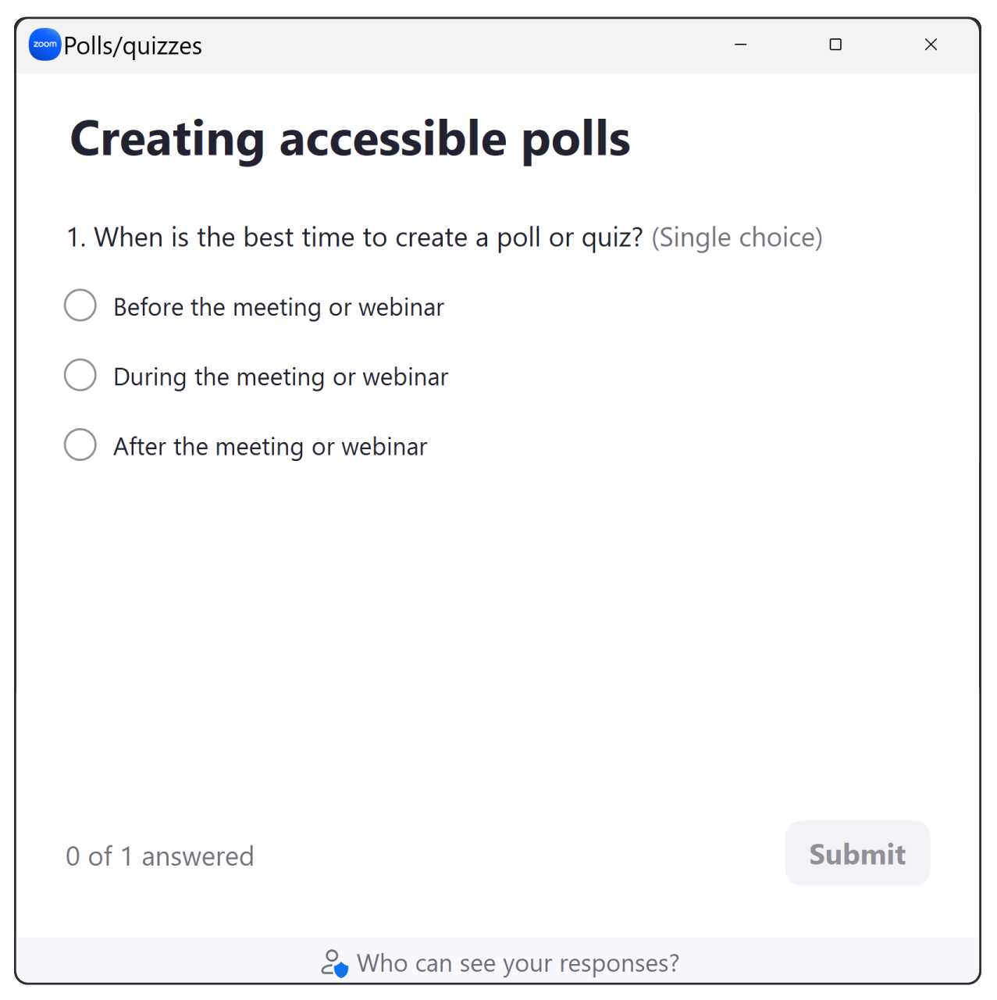 zoom Polls/quizzes
Creating accessible polls
1. When is the best time to create a poll or quiz? (Single choice)
Before the meeting or webinar
During the meeting or webinar
After the meeting or webinar
0 of 1 answered
Submit
Who can see your responses?